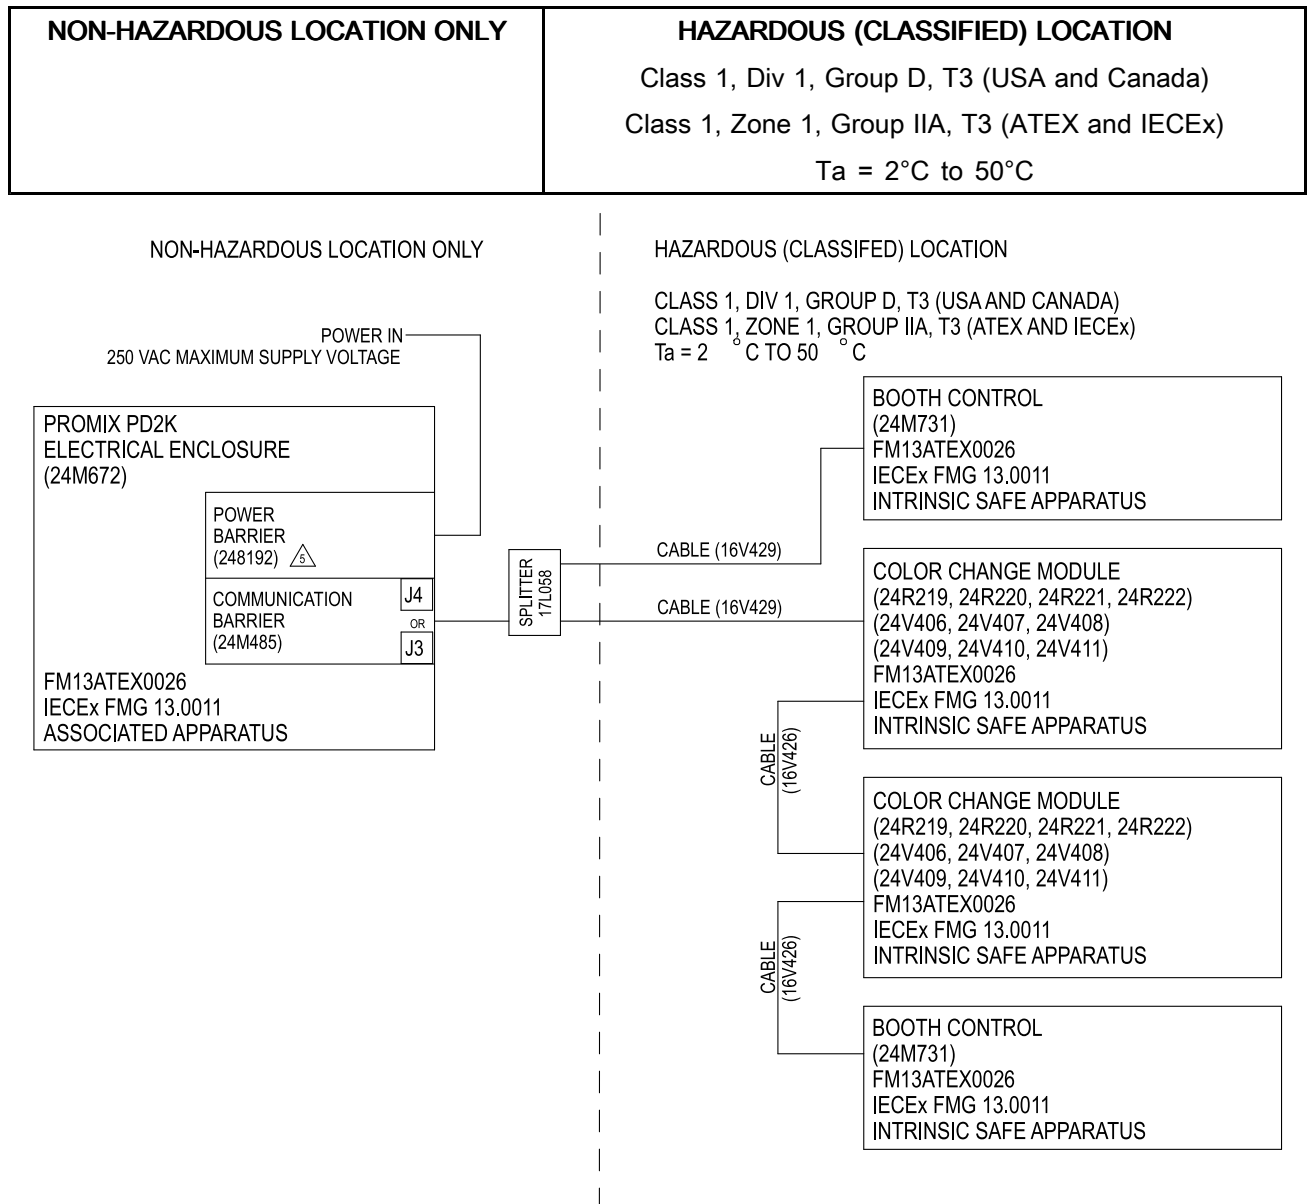 NON-HAZARDOUS LOCATION ONLY
HAZARDOUS (CLASSIFIED) LOCATION
Class 1, Div 1, Group D, T3 (USA and Canada)
Class 1, Zone 1, Group IIA, T3 (ATEX and IECEx)
Ta = 2°C to 50°C
NON-HAZARDOUS LOCATION ONLY
HAZARDOUS (CLASSIFED) LOCATION
CLASS 1, DIV 1, GROUP D, T3 (USA AND CANADA)
CLASS 1, ZONE 1, GROUP IIA, T3 (ATEX AND IECEx)
Ta = 2 °C TO 50 °C
POWER IN
250 VAC MAXIMUM SUPPLY VOLTAGE
PROMIX PD2K
ELECTRICAL ENCLOSURE
(24M672)
POWER
BARRIER
(248192) 5
COMMUNICATION
BARRIER
(24M485)
J4
OR
J3
FM13ATEX0026
IECEx FMG 13.0011
ASSOCIATED APPARATUS
SPLITTER
17L058
CABLE (16V429)
CABLE (16V429)
BOOTH CONTROL
(24M731)
FM13ATEX0026
IECEx FMG 13.0011
INTRINSIC SAFE APPARATUS
COLOR CHANGE MODULE
(24R219, 24R220, 24R221, 24R222)
(24V406, 24V407, 24V408)
(24V409, 24V410, 24V411)
FM13ATEX0026
IECEx FMG 13.0011
INTRINSIC SAFE APPARATUS
CABLE
(16V426)
COLOR CHANGE MODULE
(24R219, 24R220, 24R221, 24R222)
(24V406, 24V407, 24V408)
(24V409, 24V410, 24V411)
FM13ATEX0026
IECEx FMG 13.0011
INTRINSIC SAFE APPARATUS
CABLE
(16V426)
BOOTH CONTROL
(24M731)
FM13ATEX0026
IECEx FMG 13.0011
INTRINSIC SAFE APPARATUS